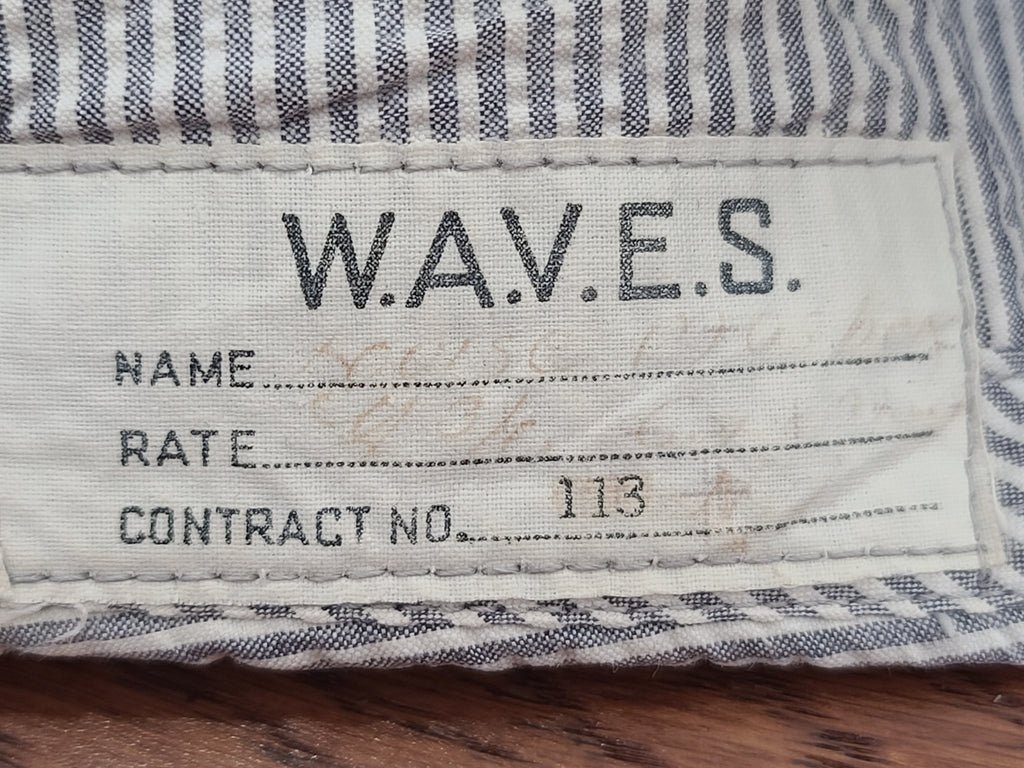 W.A.V.E.S.
NAME
RATE
CONTRACT NO. 113